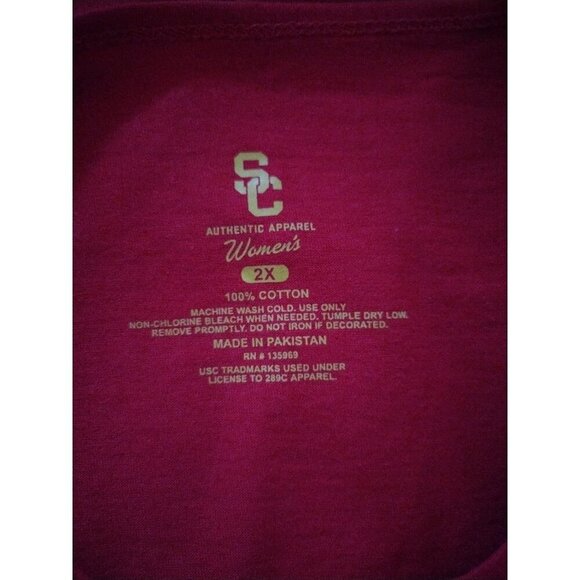 SC
AUTHENTIC APPAREL
Women's
2X
100% COTTON
MACHINE WASH COLD. USE ONLY
NON-CHLORINE BLEACH WHEN NEEDED. TUMPLE DRY LOW.
REMOVE PROMPTLY. DO NOT IRON IF DECORATED.
MADE IN PAKISTAN
RN # 135969
USC TRADMARKS USED UNDER
LICENSE TO 289C APPAREL.